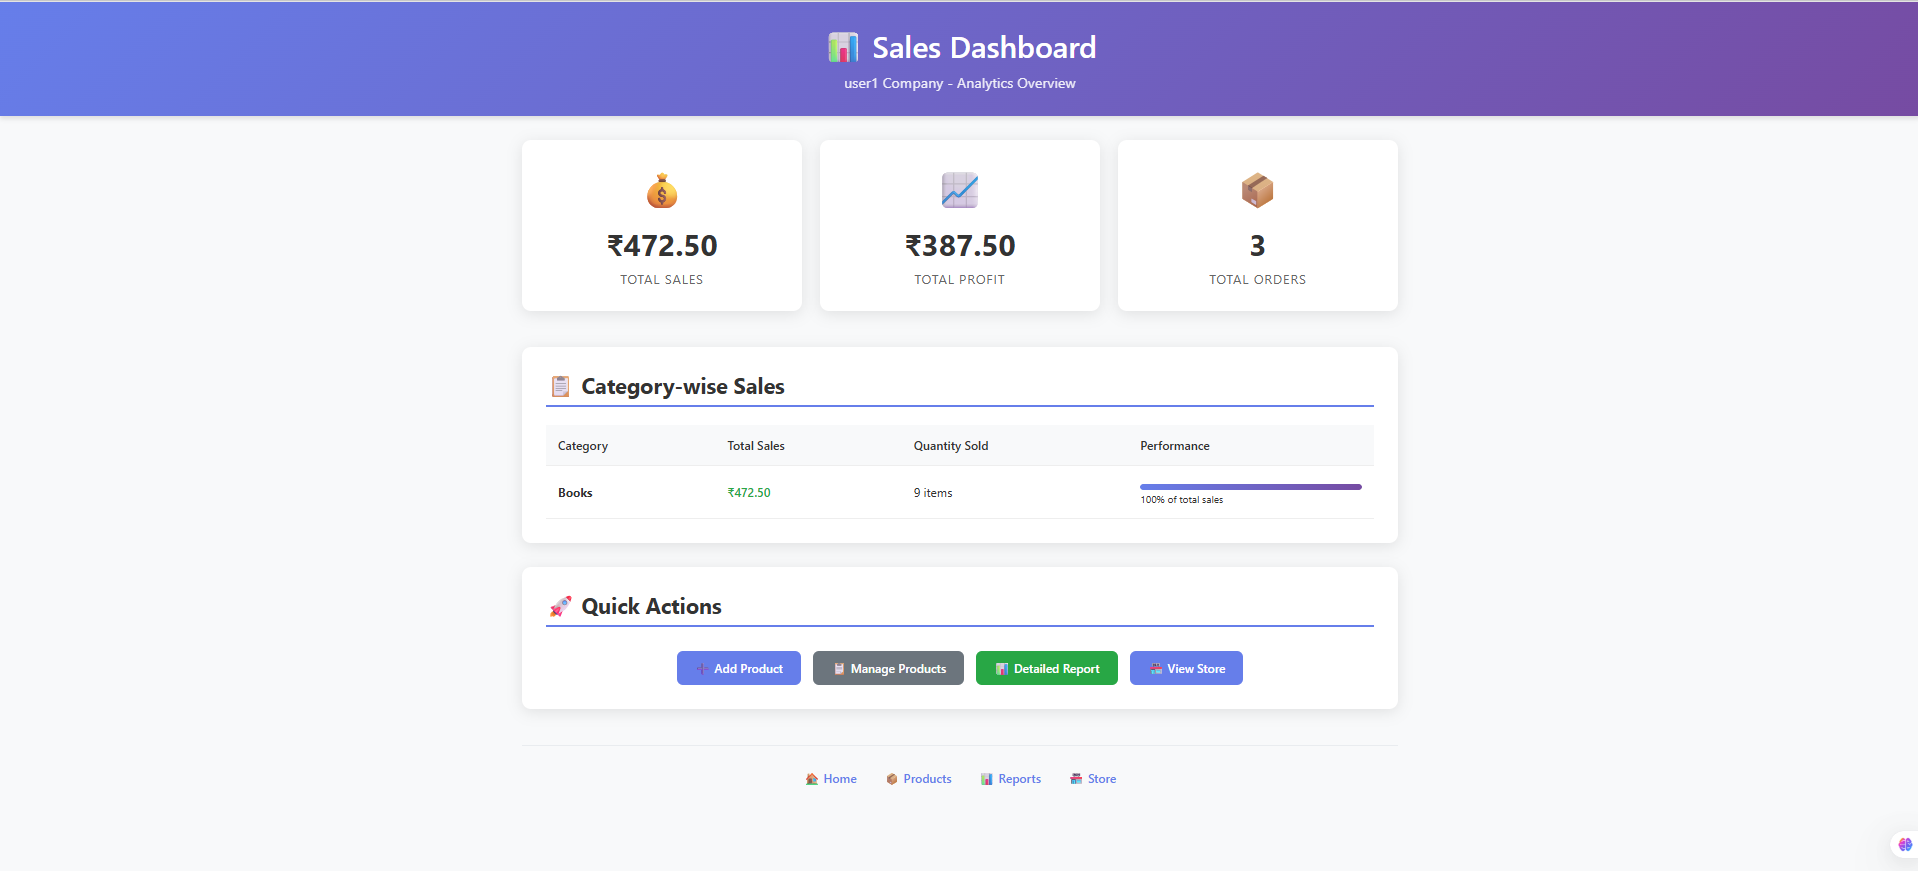 Sales Dashboard
user1 Company - Analytics Overview
₹472.50
TOTAL SALES
₹387.50
TOTAL PROFIT
3
TOTAL ORDERS
Category-wise Sales
Category Total Sales Quantity Sold Performance
Books ₹472.50 9 items
100% of total sales
Quick Actions
Add Product Manage Products Detailed Report View Store
Home Products Reports Store